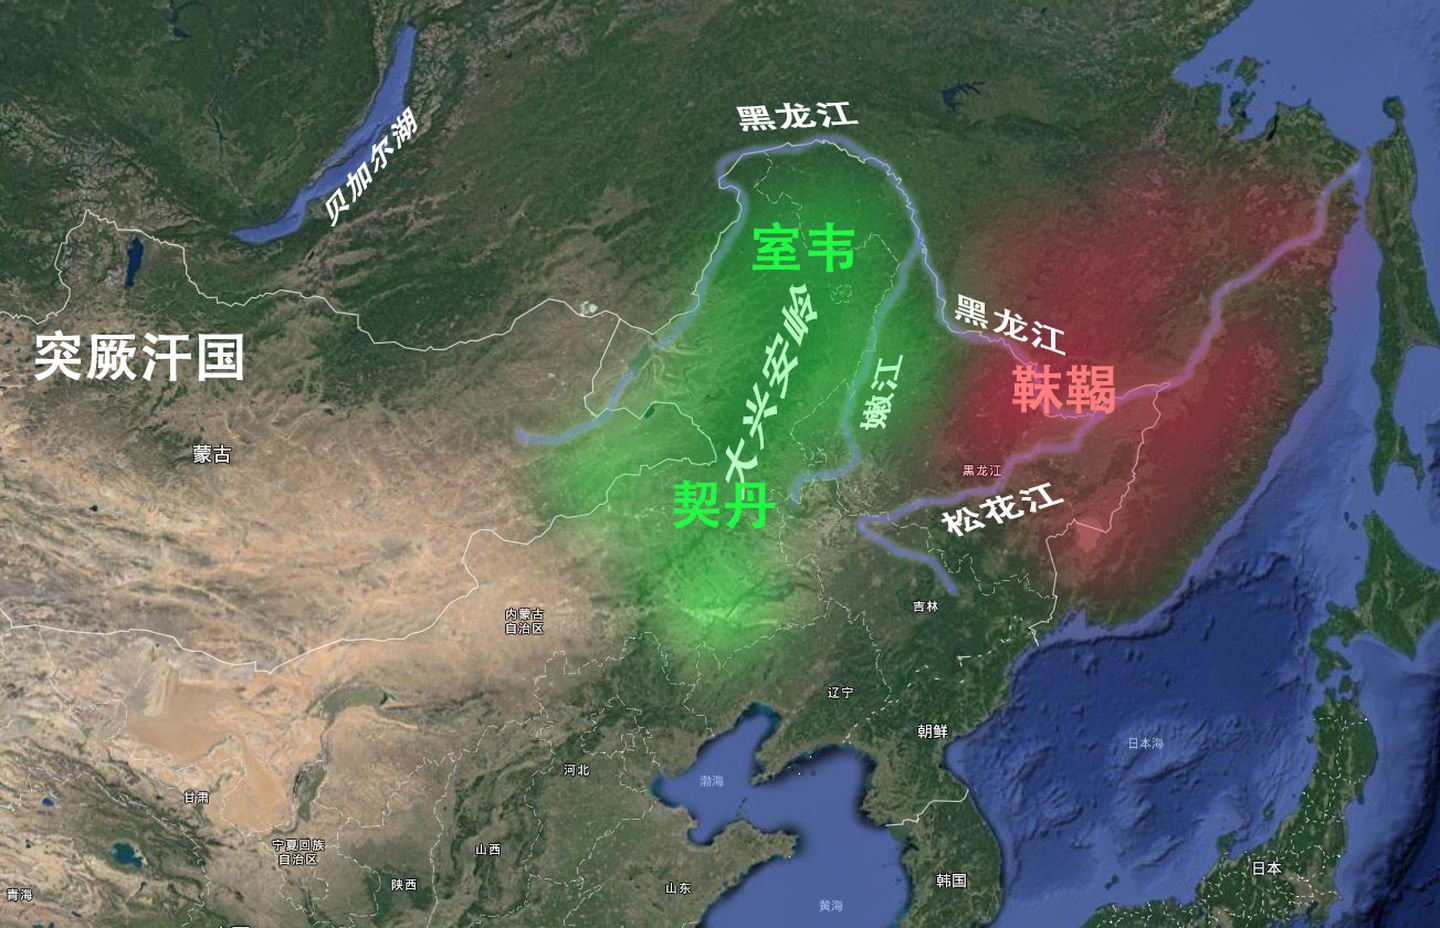 黑龙江
贝加尔湖
室韦
大兴安岭
黑龙江
突厥汗国
靺鞨
嫩江
蒙古
黑龙江
契丹
松花江
吉林
内蒙古
自治区
辽宁
朝鲜
日本海
河北
渤海
甘肃
宁夏回族
自治区
山西
日本
韩国
陕西
山东
青海
黄海